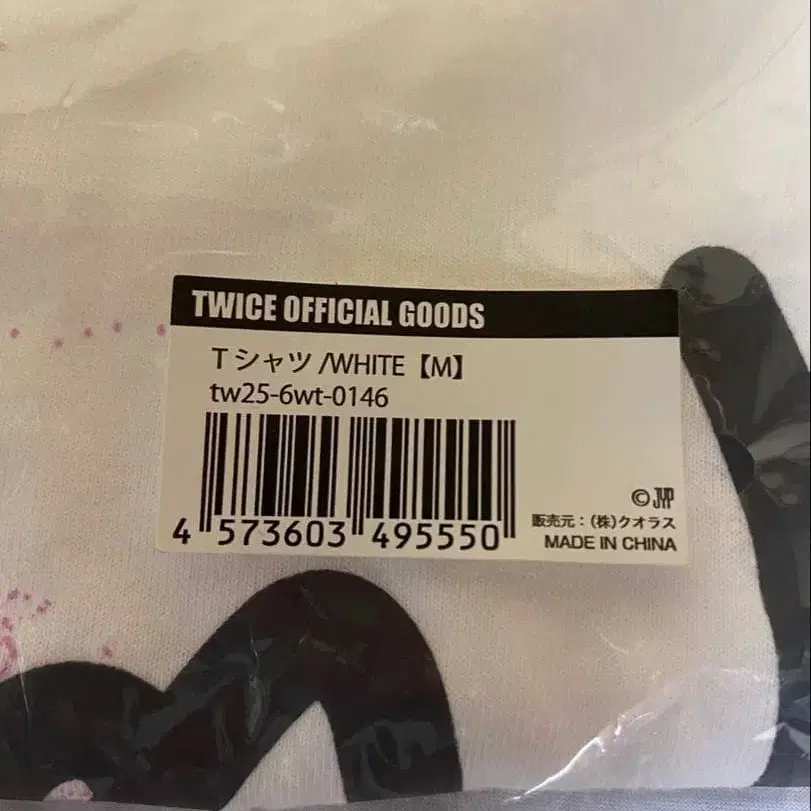 TWICE OFFICIAL GOODS
Tシャツ/WHITE【M】
tw25-6wt-0146
4 573603 495550
©JYP
販売元：(株)クオラス
MADE IN CHINA